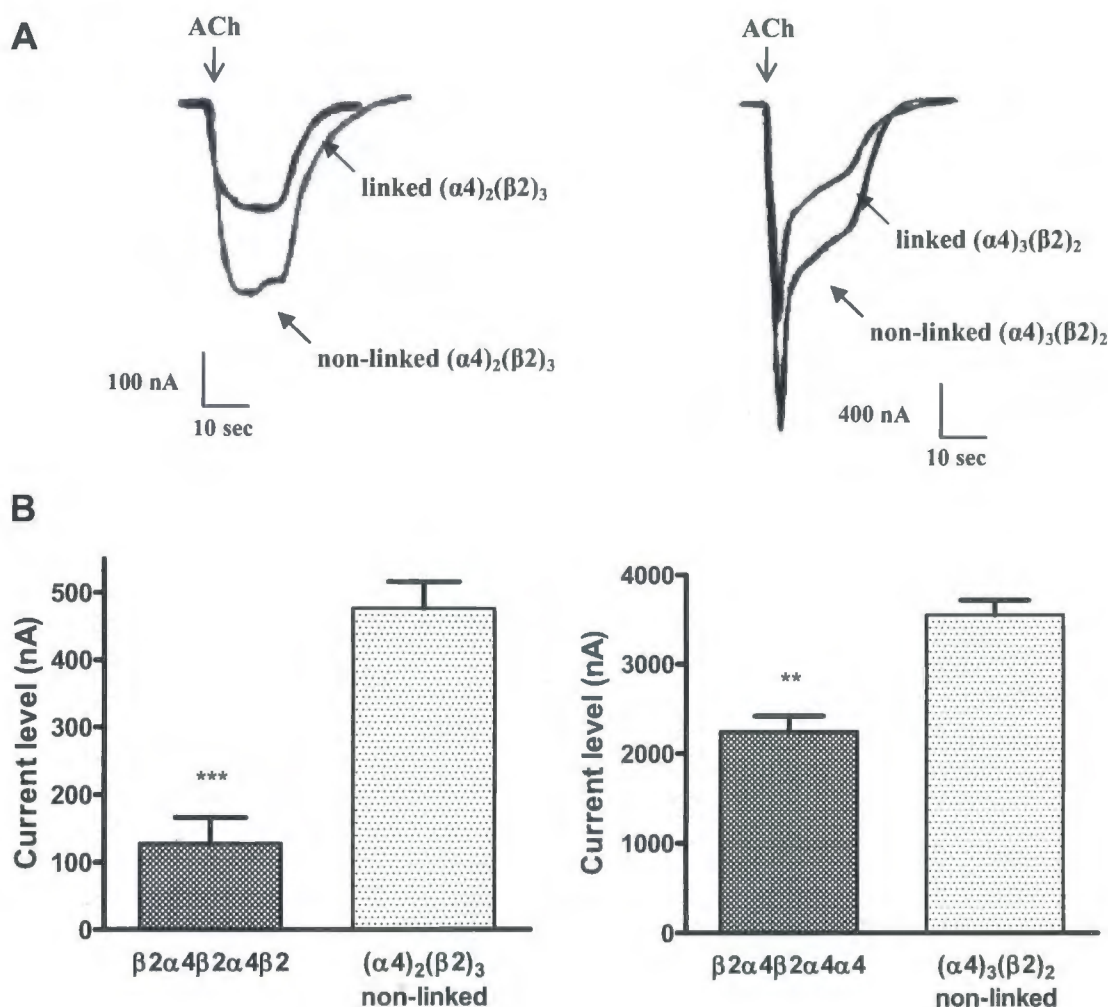 A
ACh
linked (α4)₂(β2)₃
non-linked (α4)₂(β2)₃
100 nA
10 sec
ACh
linked (α4)₃(β2)₂
non-linked (α4)₃(β2)₂
400 nA
10 sec
B
Current level (nA)
500
400
300
200
100
0
***
β2α4β2α4β2
(α4)₂(β2)₃
non-linked
Current level (nA)
4000
3000
2000
1000
0
**
β2α4β2α4α4
(α4)₃(β2)₂
non-linked